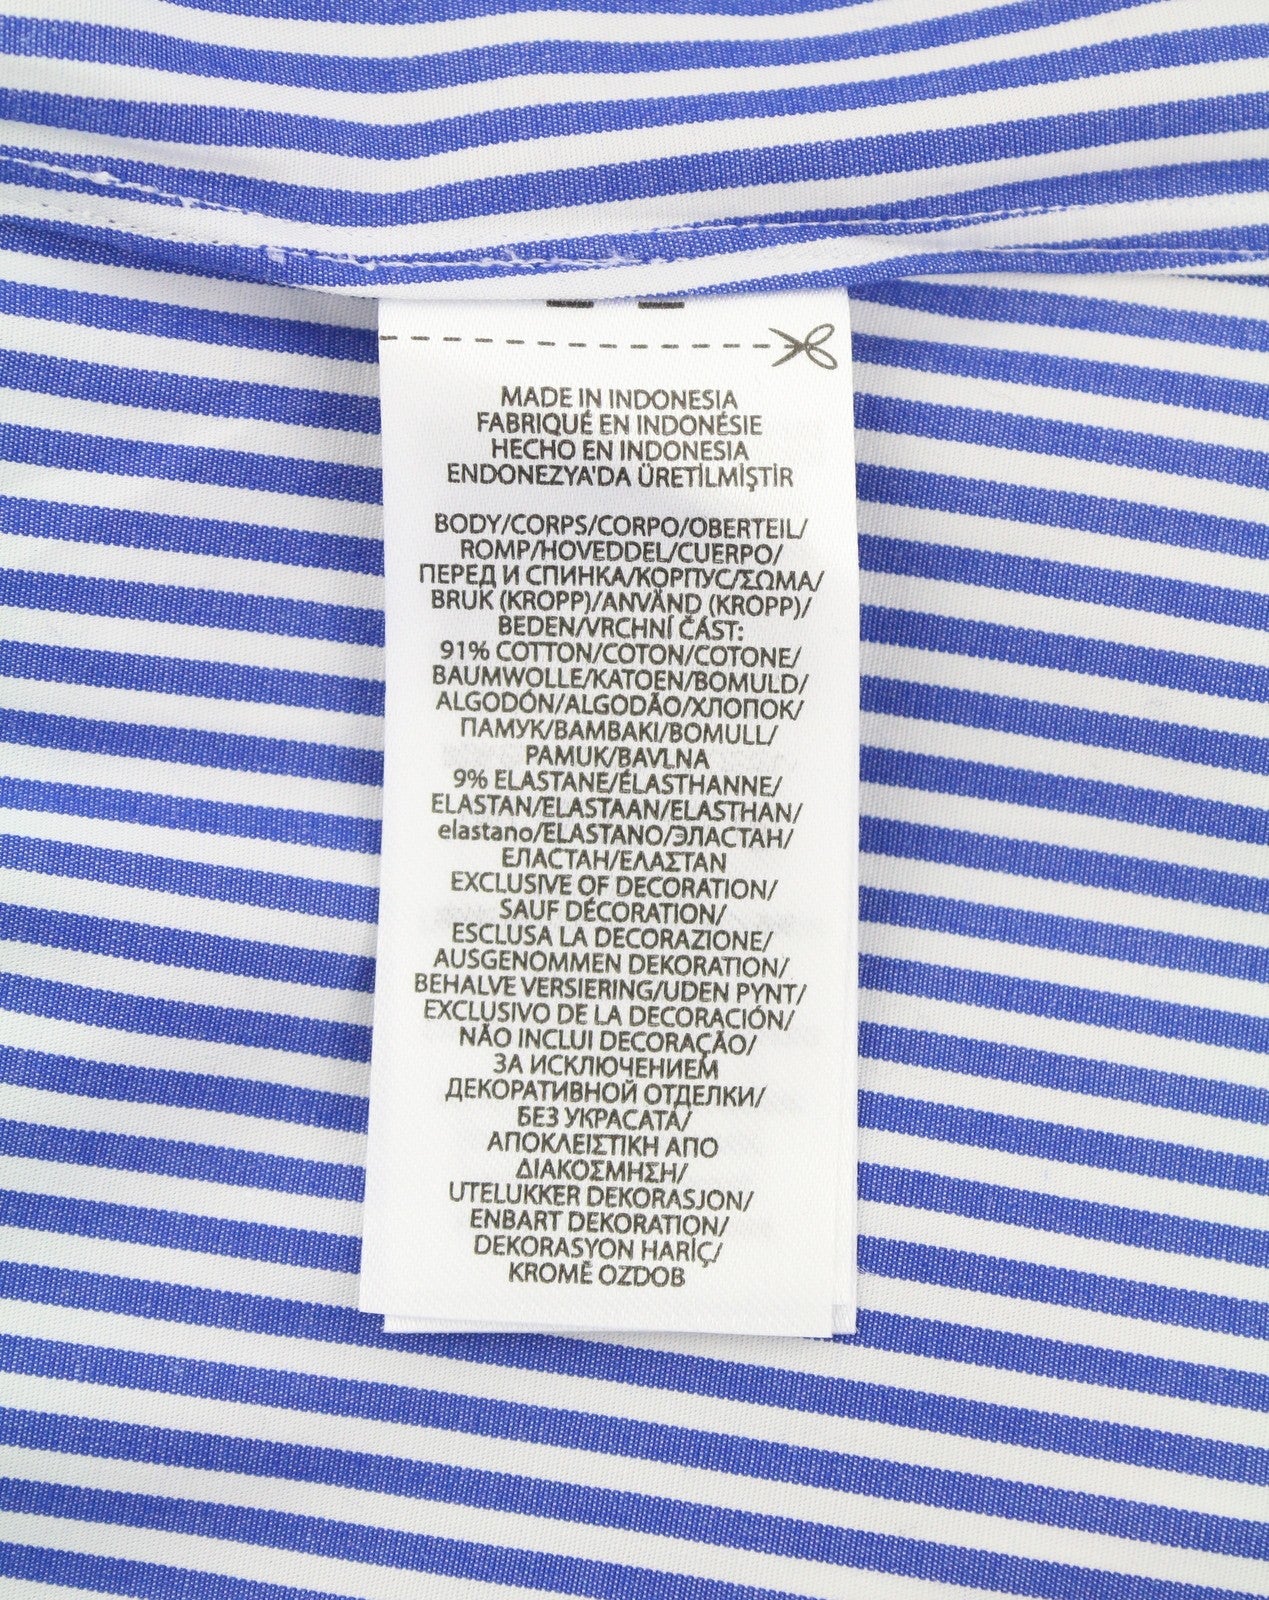 MADE IN INDONESIA
FABRIQUÉ EN INDONÉSIE
HECHO EN INDONESIA
ENDONEZYA'DA ÜRETİLMİŞTİR
BODY/CORPS/CORPO/OBERTEIL/
ROMP/HOVEDDEL/CUERPO/
ПЕРЕД И СПИНКА/КОРПУС/ΣΩΜΑ/
BRUK (KROPP)/ANVÄND (KROPP)/
BEDEN/VRCHNÍ ČÁST:
91% COTTON/COTON/COTONE/
BAUMWOLLE/KATOEN/BOMULD/
ALGODÓN/ALGODÃO/ХЛОПОК/
ПАМУК/ΒΑΜΒΑΚΙ/BOMULL/
PAMUK/BAVLNA
9% ELASTANE/ÉLASTHANNE/
ELASTAN/ELASTAAN/ELASTHAN/
elastano/ELASTANO/ЭЛАСТАН/
ЕЛАСТАН/ΕΛΑΣΤΑΝ
EXCLUSIVE OF DECORATION/
SAUF DÉCORATION/
ESCLUSA LA DECORAZIONE/
AUSGENOMMEN DEKORATION/
BEHALVE VERSIERING/UDEN PYNT/
EXCLUSIVO DE LA DECORACIÓN/
NÃO INCLUI DECORAÇÃO/
ЗА ИСКЛЮЧЕНИЕМ
ДЕКОРАТИВНОЙ ОТДЕЛКИ/
БЕЗ УКРАСАТА/
ΑΠΟΚΛΕΙΣΤΙΚΗ ΑΠΟ
ΔΙΑΚΟΣΜΗΣΗ/
UTELUKKER DEKORASJON/
ENBART DEKORATION/
DEKORASYON HARİÇ/
KROMĚ OZDOB